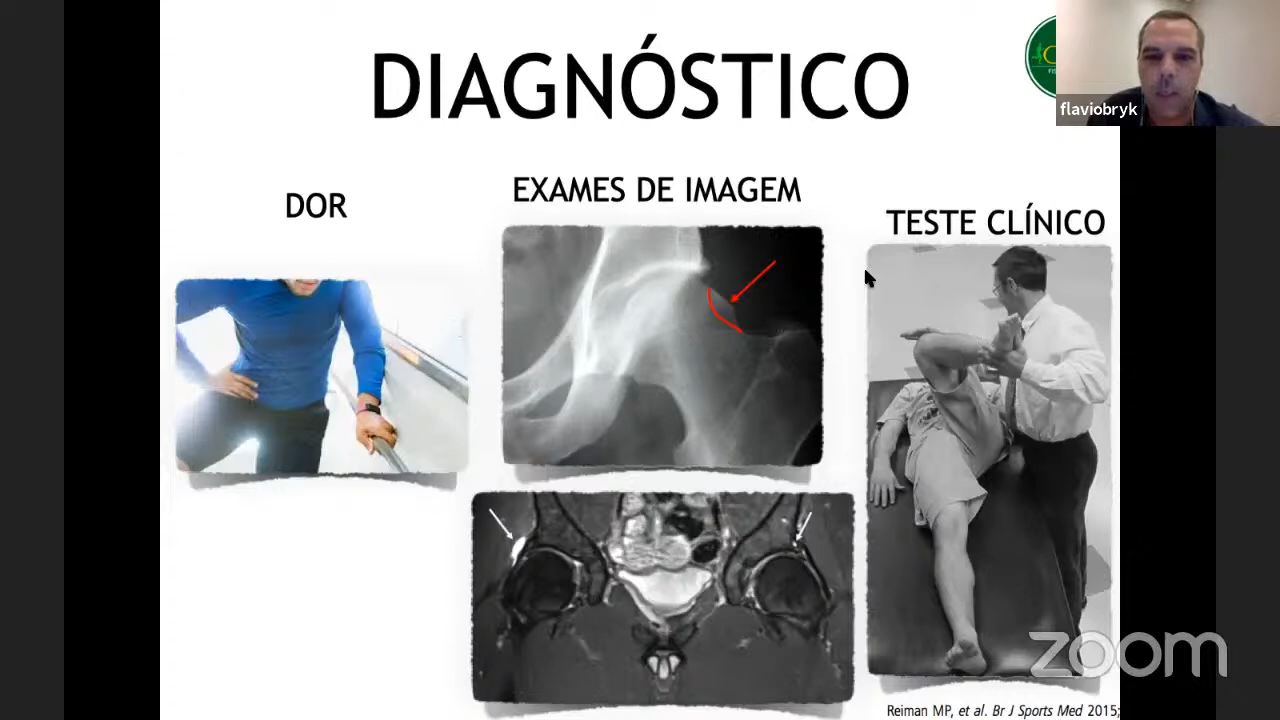 DIAGNÓSTICO
flaviobryk
DOR
EXAMES DE IMAGEM
TESTE CLÍNICO
zoom
Reiman MP, et al. Br J Sports Med 2015;